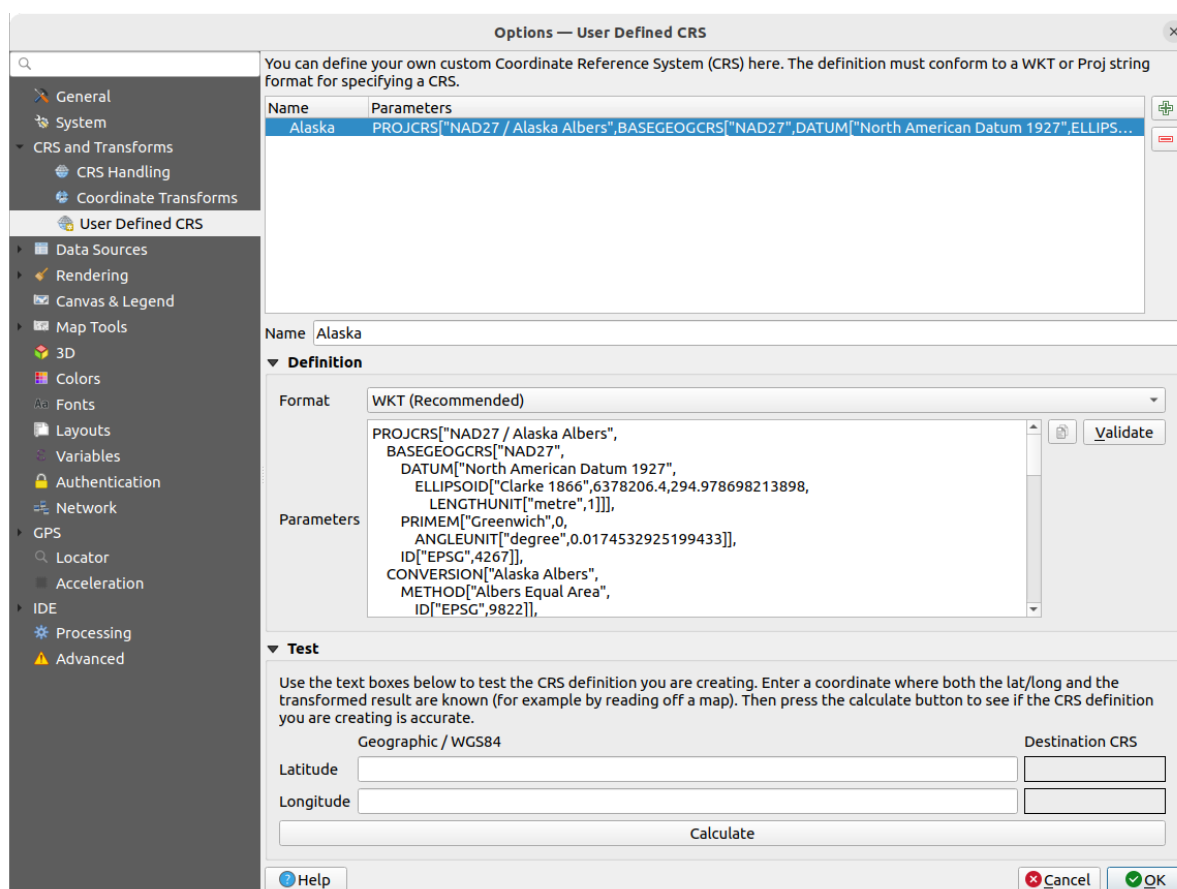 Options — User Defined CRS
General
System
CRS and Transforms
CRS Handling
Coordinate Transforms
User Defined CRS
Data Sources
Rendering
Canvas & Legend
Map Tools
3D
Colors
Fonts
Layouts
Variables
Authentication
Network
GPS
Locator
Acceleration
IDE
Processing
Advanced
You can define your own custom Coordinate Reference System (CRS) here. The definition must conform to a WKT or Proj string
format for specifying a CRS.
Name Parameters
Alaska PROJCRS["NAD27 / Alaska Albers",BASEGEOGCRS["NAD27",DATUM["North American Datum 1927",ELLIPS...
Name Alaska
Definition
Format WKT (Recommended)
Parameters
PROJCRS["NAD27 / Alaska Albers",
BASEGEOGCRS["NAD27",
DATUM["North American Datum 1927",
ELLIPSOID["Clarke 1866",6378206.4,294.978698213898,
LENGTHUNIT["metre",1]]],
PRIMEM["Greenwich",0,
ANGLEUNIT["degree",0.0174532925199433]],
ID["EPSG",4267]],
CONVERSION["Alaska Albers",
METHOD["Albers Equal Area",
ID["EPSG",9822]],
Validate
Test
Use the text boxes below to test the CRS definition you are creating. Enter a coordinate where both the lat/long and the
transformed result are known (for example by reading off a map). Then press the calculate button to see if the CRS definition
you are creating is accurate.
Geographic / WGS84 Destination CRS
Latitude
Longitude
Calculate
Help Cancel OK